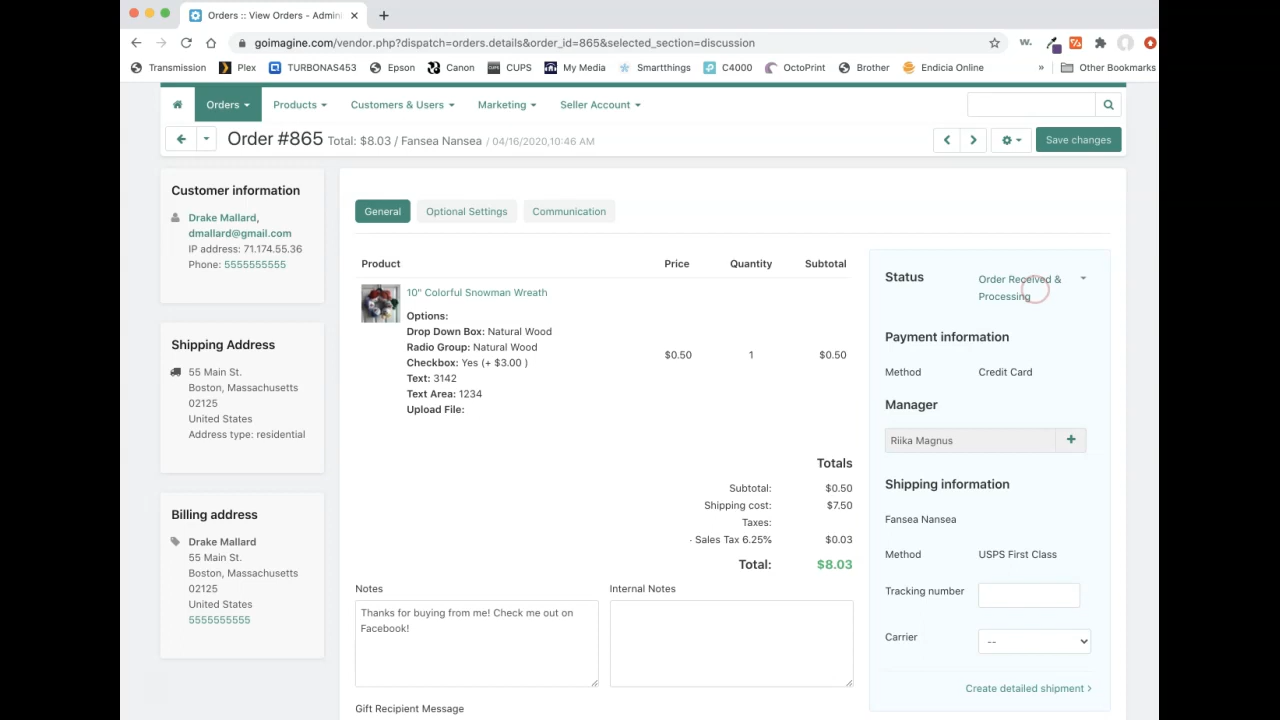 Orders :: View Orders - Admin
goimagine.com/vendor.php?dispatch=orders.details&order_id=865&selected_section=discussion
W.
Transmission Plex TURBONAS453 Epson Canon CUPS My Media Smartthings C4000 OctoPrint Brother Endicia Online » Other Bookmarks
Orders Products Customers & Users Marketing Seller Account
Order #865 Total: $8.03 / Fansea Nansea / 04/16/2020,10:46 AM
Save changes
Customer information
Drake Mallard,
dmallard@gmail.com
IP address: 71.174.55.36
Phone: 5555555555
Shipping Address
55 Main St.
Boston, Massachusetts
02125
United States
Address type: residential
Billing address
Drake Mallard
55 Main St.
Boston, Massachusetts
02125
United States
5555555555
General Optional Settings Communication
Product Price Quantity Subtotal
10" Colorful Snowman Wreath
Options:
Drop Down Box: Natural Wood
Radio Group: Natural Wood
Checkbox: Yes (+ $3.00 )
Text: 3142
Text Area: 1234
Upload File:
$0.50 1 $0.50
Totals
Subtotal: $0.50
Shipping cost: $7.50
Taxes:
· Sales Tax 6.25% $0.03
Total: $8.03
Notes
Thanks for buying from me! Check me out on
Facebook!
Internal Notes
Gift Recipient Message
Status
Order Received &
Processing
Payment information
Method Credit Card
Manager
Riika Magnus
Shipping information
Fansea Nansea
Method USPS First Class
Tracking number
Carrier --
Create detailed shipment